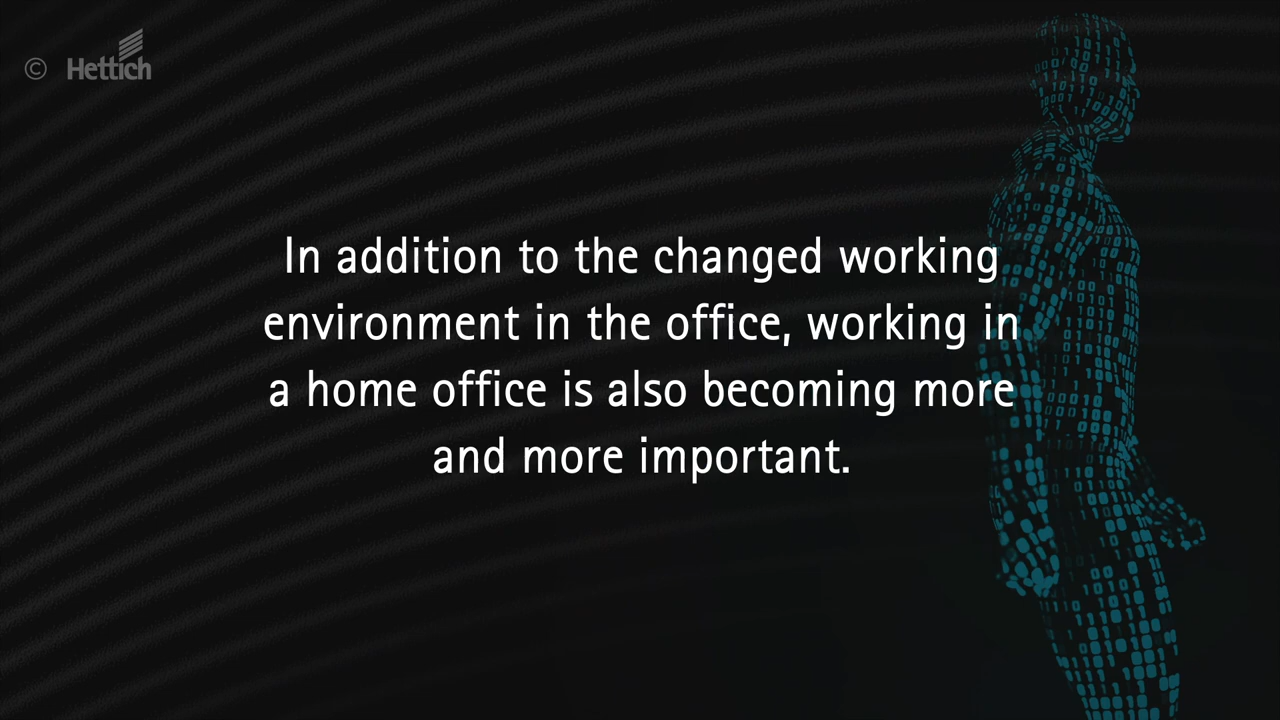 © Hettich
In addition to the changed working
environment in the office, working in
a home office is also becoming more
and more important.